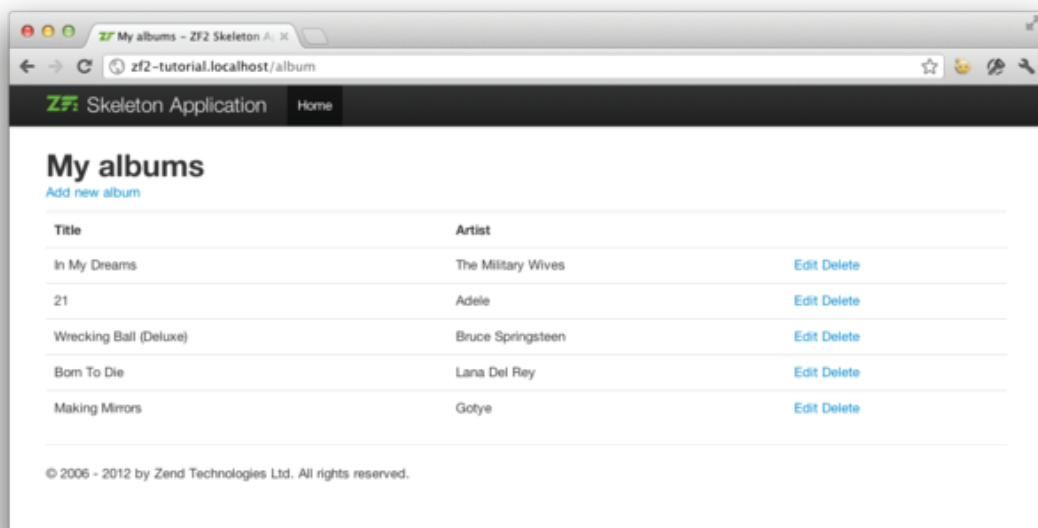 ZF My albums - ZF2 Skeleton A
zf2-tutorial.localhost/album
ZF2 Skeleton Application Home
My albums
Add new album
Title Artist
In My Dreams The Military Wives Edit Delete
21 Adele Edit Delete
Wrecking Ball (Deluxe) Bruce Springsteen Edit Delete
Born To Die Lana Del Rey Edit Delete
Making Mirrors Gotye Edit Delete
© 2006 - 2012 by Zend Technologies Ltd. All rights reserved.